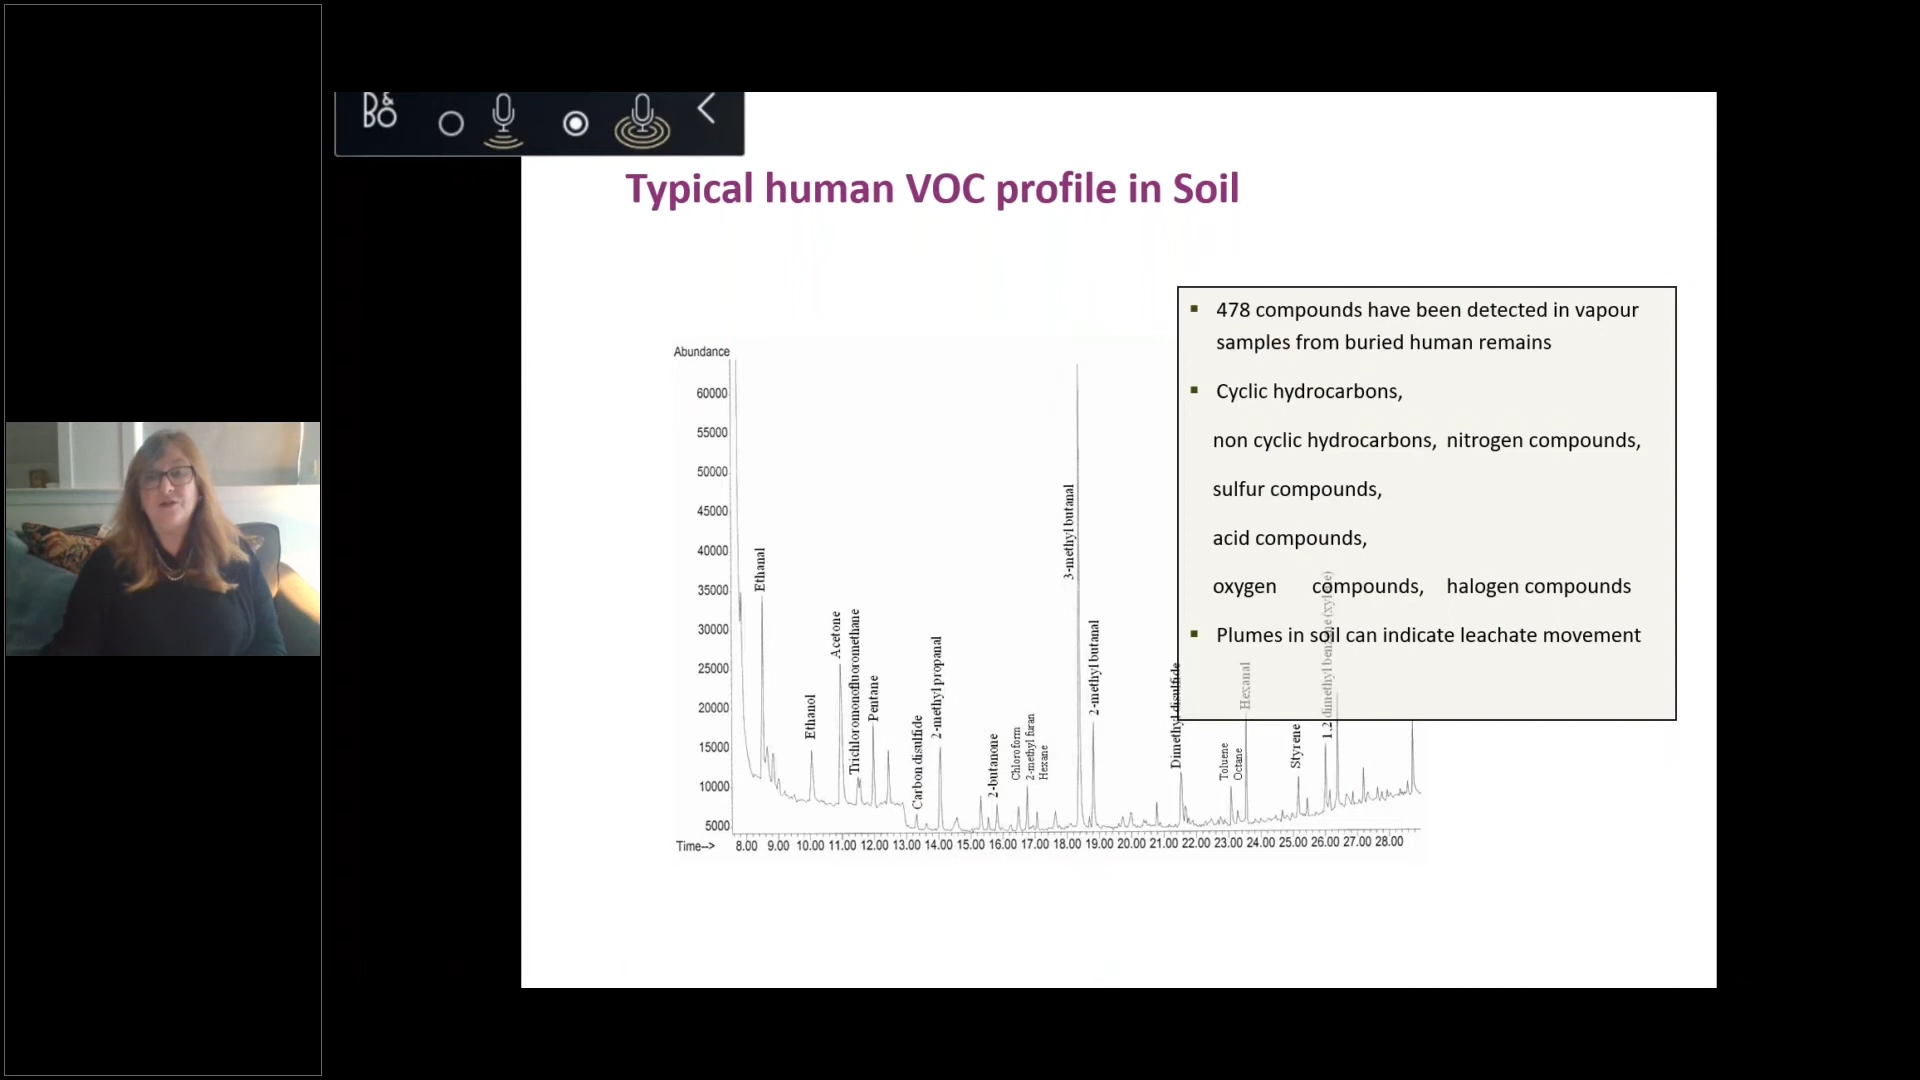 B&O
Typical human VOC profile in Soil
478 compounds have been detected in vapour
samples from buried human remains
Cyclic hydrocarbons,
non cyclic hydrocarbons, nitrogen compounds,
sulfur compounds,
acid compounds,
oxygen compounds, halogen compounds
Plumes in soil can indicate leachate movement
Abundance
60000
55000
50000
45000
40000
35000
30000
25000
20000
15000
10000
5000
Ethanal
Ethanol
Acetone
Trichloromonofluoromethane
Pentane
Carbon disulfide
2-methyl propanal
2-butanone
Chloroform
2-methyl furan
Hexane
3-methyl butanal
2-methyl butanal
Dimethyl disulfide
Toluene
Octane
Hexanal
Styrene
1,2 dimethyl benzene (xylene)
Time-->
8.00 9.00 10.00 11.00 12.00 13.00 14.00 15.00 16.00 17.00 18.00 19.00 20.00 21.00 22.00 23.00 24.00 25.00 26.00 27.00 28.00